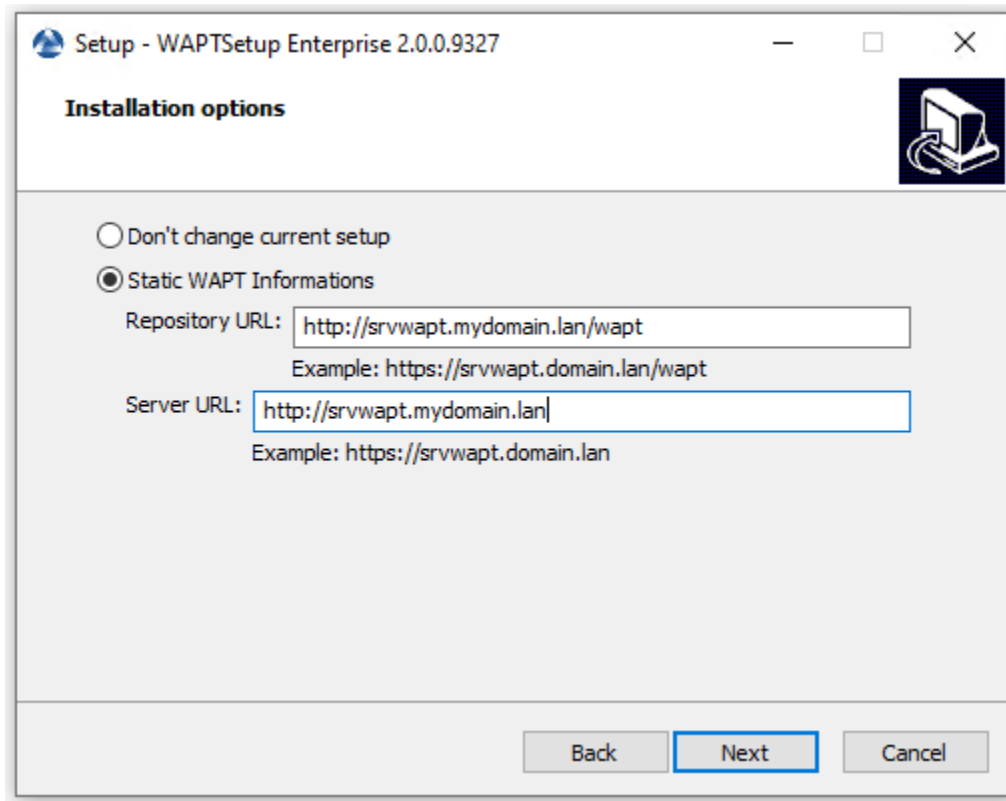 Setup - WAPTSetup Enterprise 2.0.0.9327
Installation options
Don't change current setup
Static WAPT Informations
Repository URL: http://srvwapt.mydomain.lan/wapt
Example: https://srvwapt.domain.lan/wapt
Server URL: http://srvwapt.mydomain.lan
Example: https://srvwapt.domain.lan
Back Next Cancel